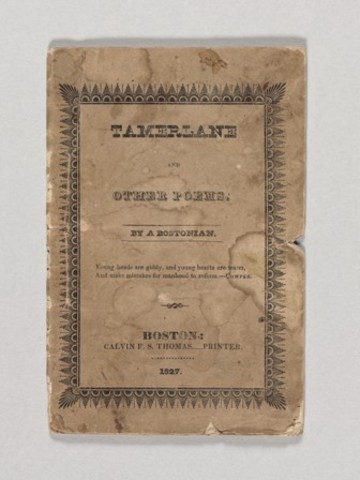 TAMERLANE
AND
OTHER POEMS.
BY A BOSTONIAN.
Young heads are giddy, and young hearts are warm,
And make mistakes for manhood to reform.—COWPER.
BOSTON:
CALVIN F. S. THOMAS....PRINTER.
1827.